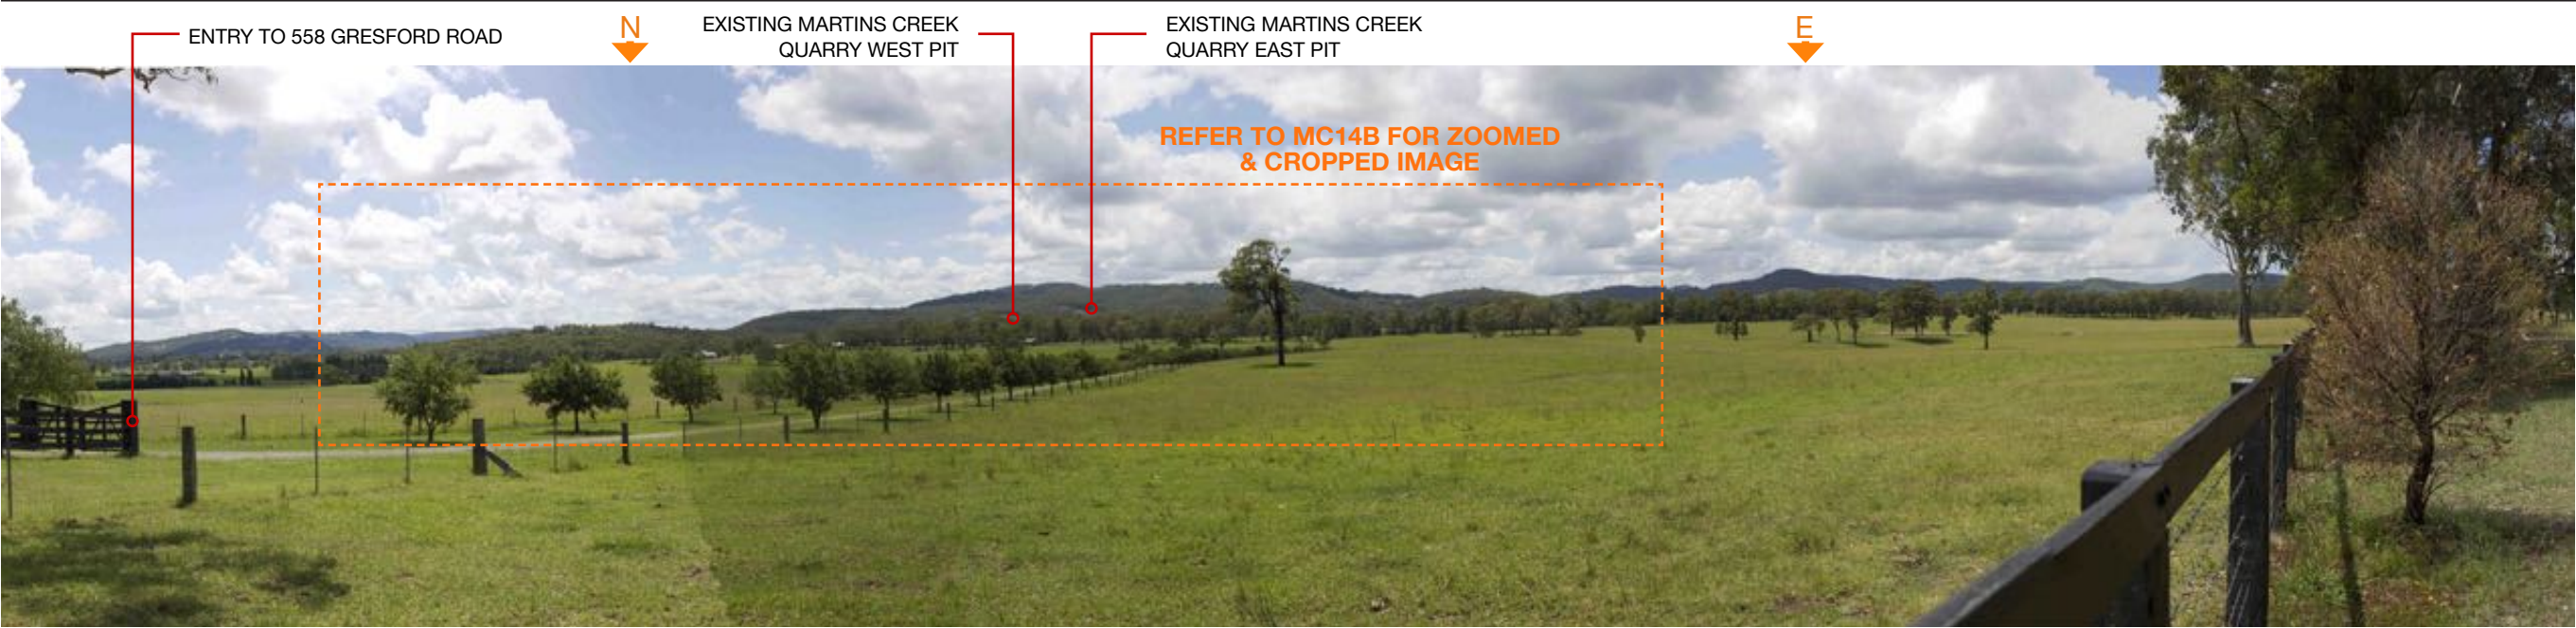 ENTRY TO 558 GRESFORD ROAD
N
EXISTING MARTINS CREEK
QUARRY WEST PIT
EXISTING MARTINS CREEK
QUARRY EAST PIT
E
REFER TO MC14B FOR ZOOMED
& CROPPED IMAGE